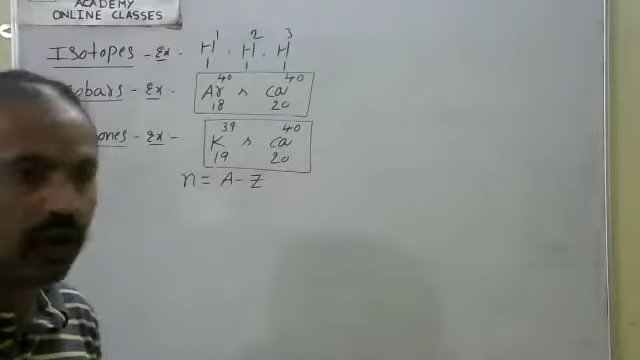 ACADEMY
ONLINE CLASSES
Isotopes - Ex - ¹₁H , ²₁H , ³₁H
- Ex - ⁴⁰₁₈Ar , ⁴⁰₂₀Ca
- Ex - ³⁹₁₉K , ⁴⁰₂₀Ca
n = A - Z